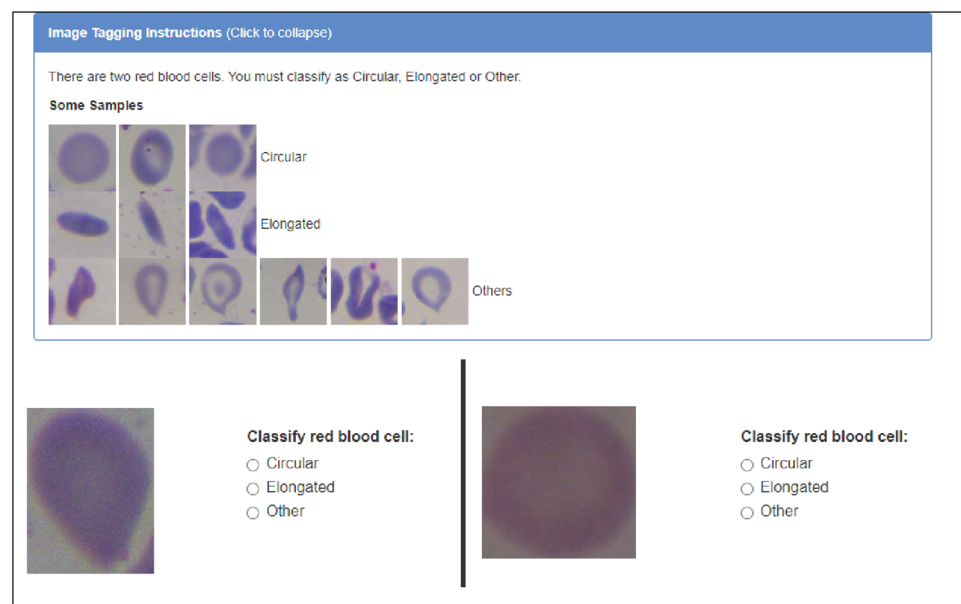 Image Tagging Instructions (Click to collapse)
There are two red blood cells. You must classify as Circular, Elongated or Other.
Some Samples
Circular
Elongated
Others
Classify red blood cell:
Circular
Elongated
Other
Classify red blood cell:
Circular
Elongated
Other